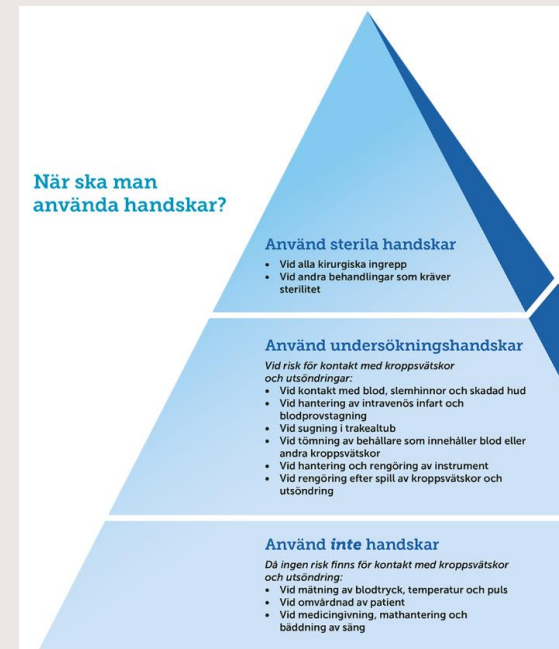 När ska man
använda handskar?
Använd sterila handskar
• Vid alla kirurgiska ingrepp
• Vid andra behandlingar som kräver
sterilitet
Använd undersökningshandskar
Vid risk för kontakt med kroppsvätskor
och utsöndringar:
• Vid kontakt med blod, slemhinnor och skadad hud
• Vid hantering av intravenös infart och
blodprovstagning
• Vid sugning i trakealtub
• Vid tömning av behållare som innehåller blod eller
andra kroppsvätskor
• Vid hantering och rengöring av instrument
• Vid rengöring efter spill av kroppsvätskor och
utsöndring
Använd inte handskar
Då ingen risk finns för kontakt med kroppsvätskor
och utsöndring:
• Vid mätning av blodtryck, temperatur och puls
• Vid omvårdnad av patient
• Vid medicingivning, mathantering och
bäddning av säng